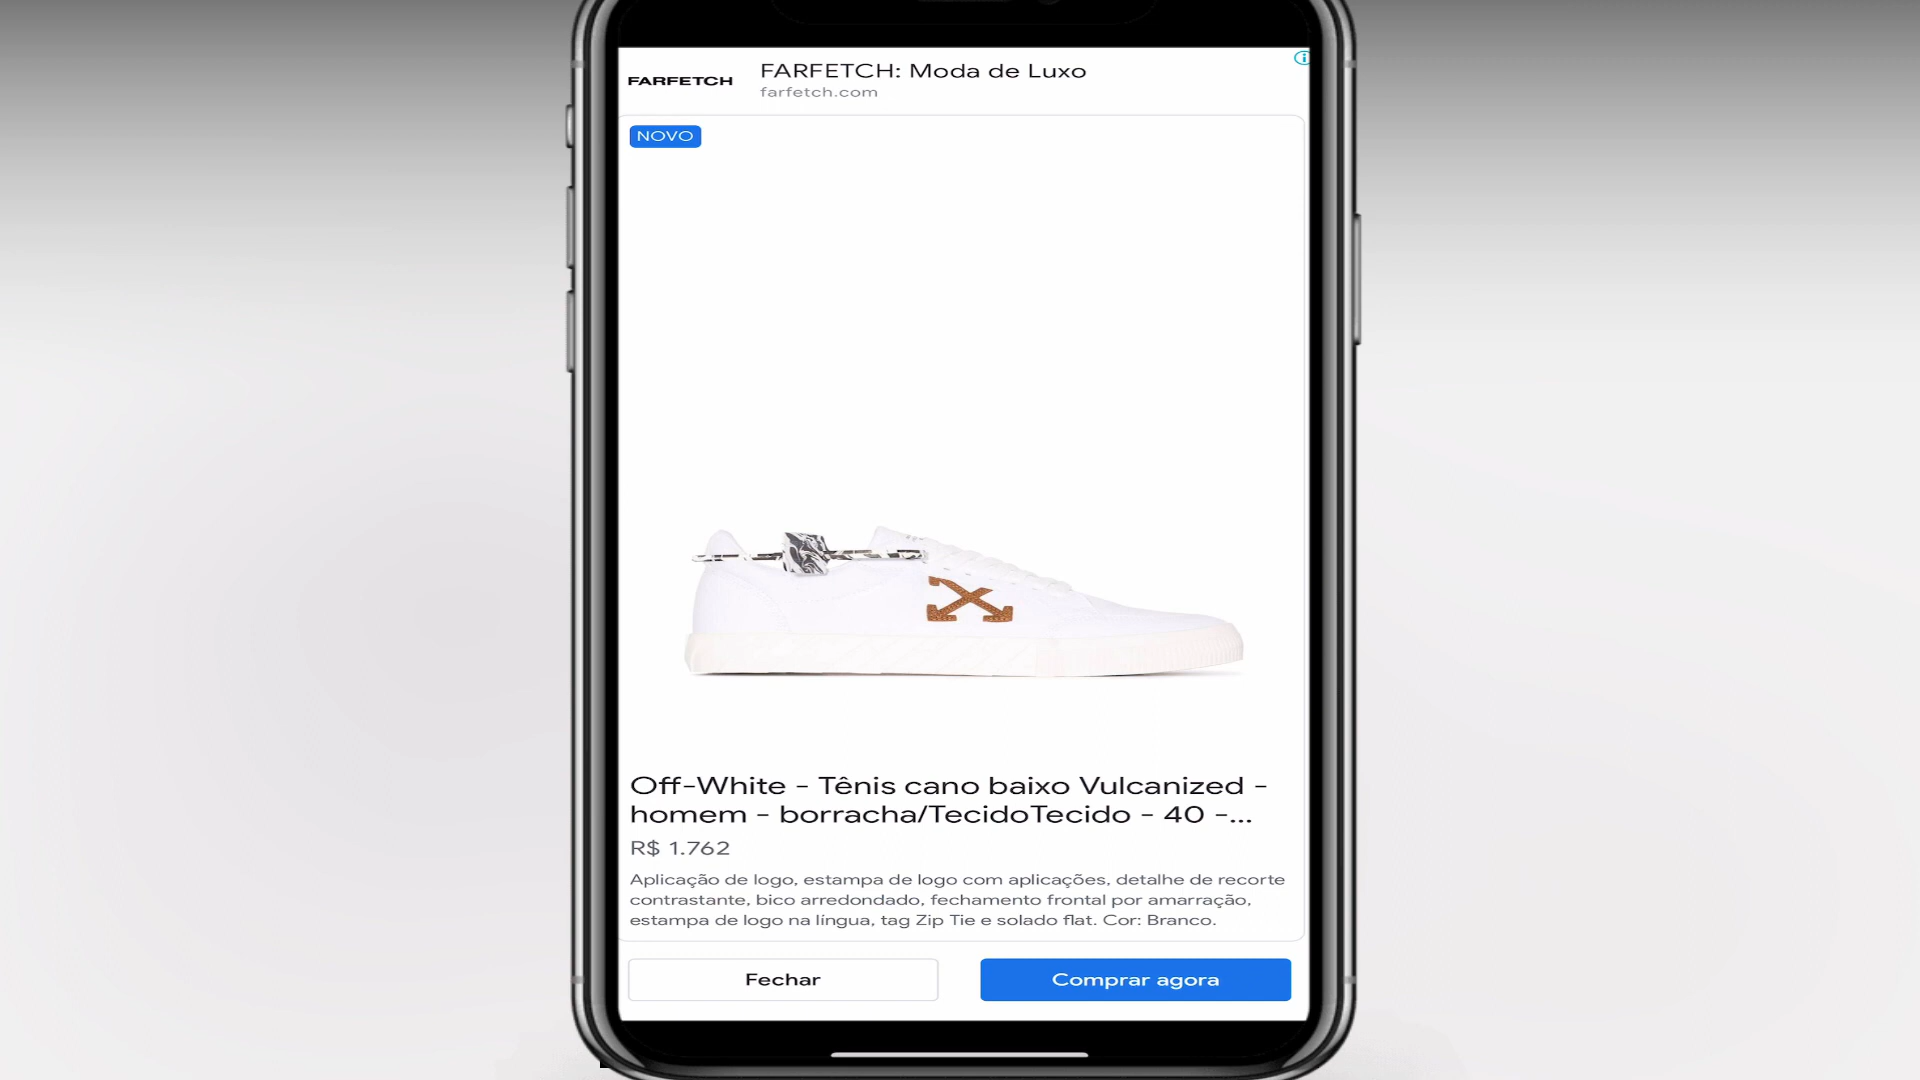 FARFETCH
FARFETCH: Moda de Luxo
farfetch.com
NOVO
Off-White - Tênis cano baixo Vulcanized -
homem - borracha/TecidoTecido - 40 -...
R$ 1.762
Aplicação de logo, estampa de logo com aplicações, detalhe de recorte
contrastante, bico arredondado, fechamento frontal por amarração,
estampa de logo na língua, tag Zip Tie e solado flat. Cor: Branco.
Fechar
Comprar agora